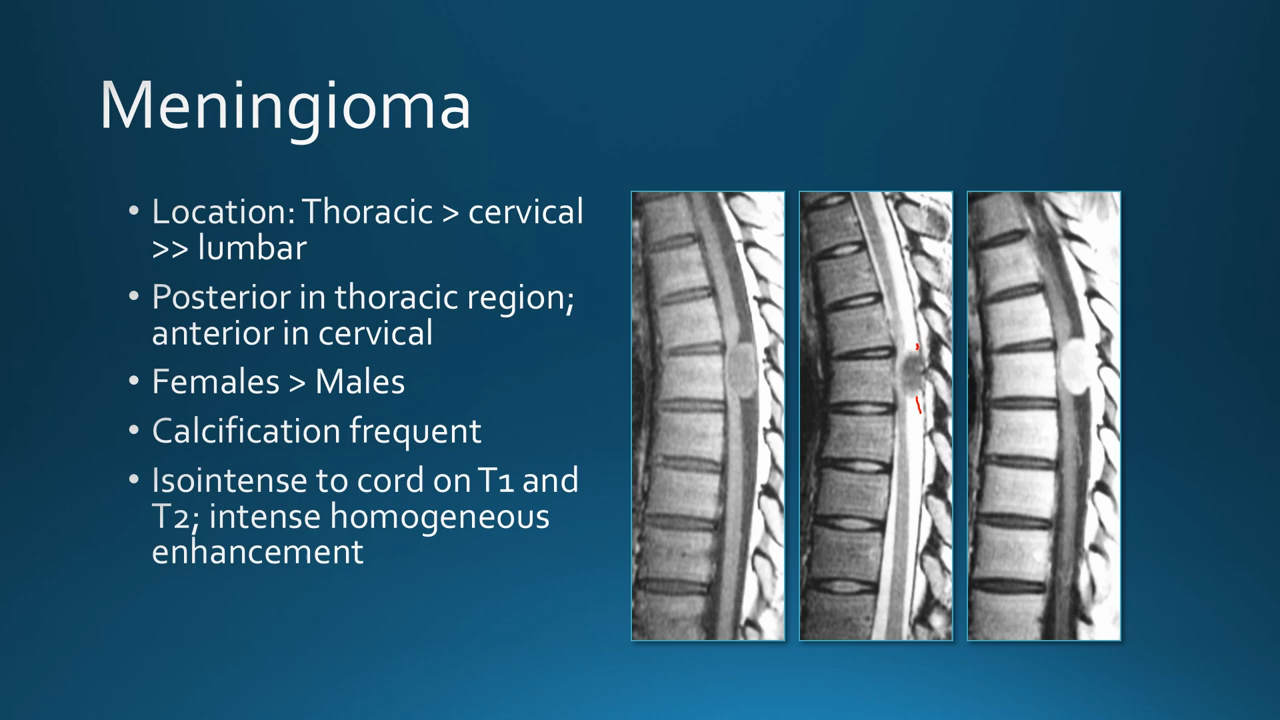 Meningioma
• Location: Thoracic > cervical
>> lumbar
• Posterior in thoracic region;
anterior in cervical
• Females > Males
• Calcification frequent
• Isointense to cord on T1 and
T2; intense homogeneous
enhancement